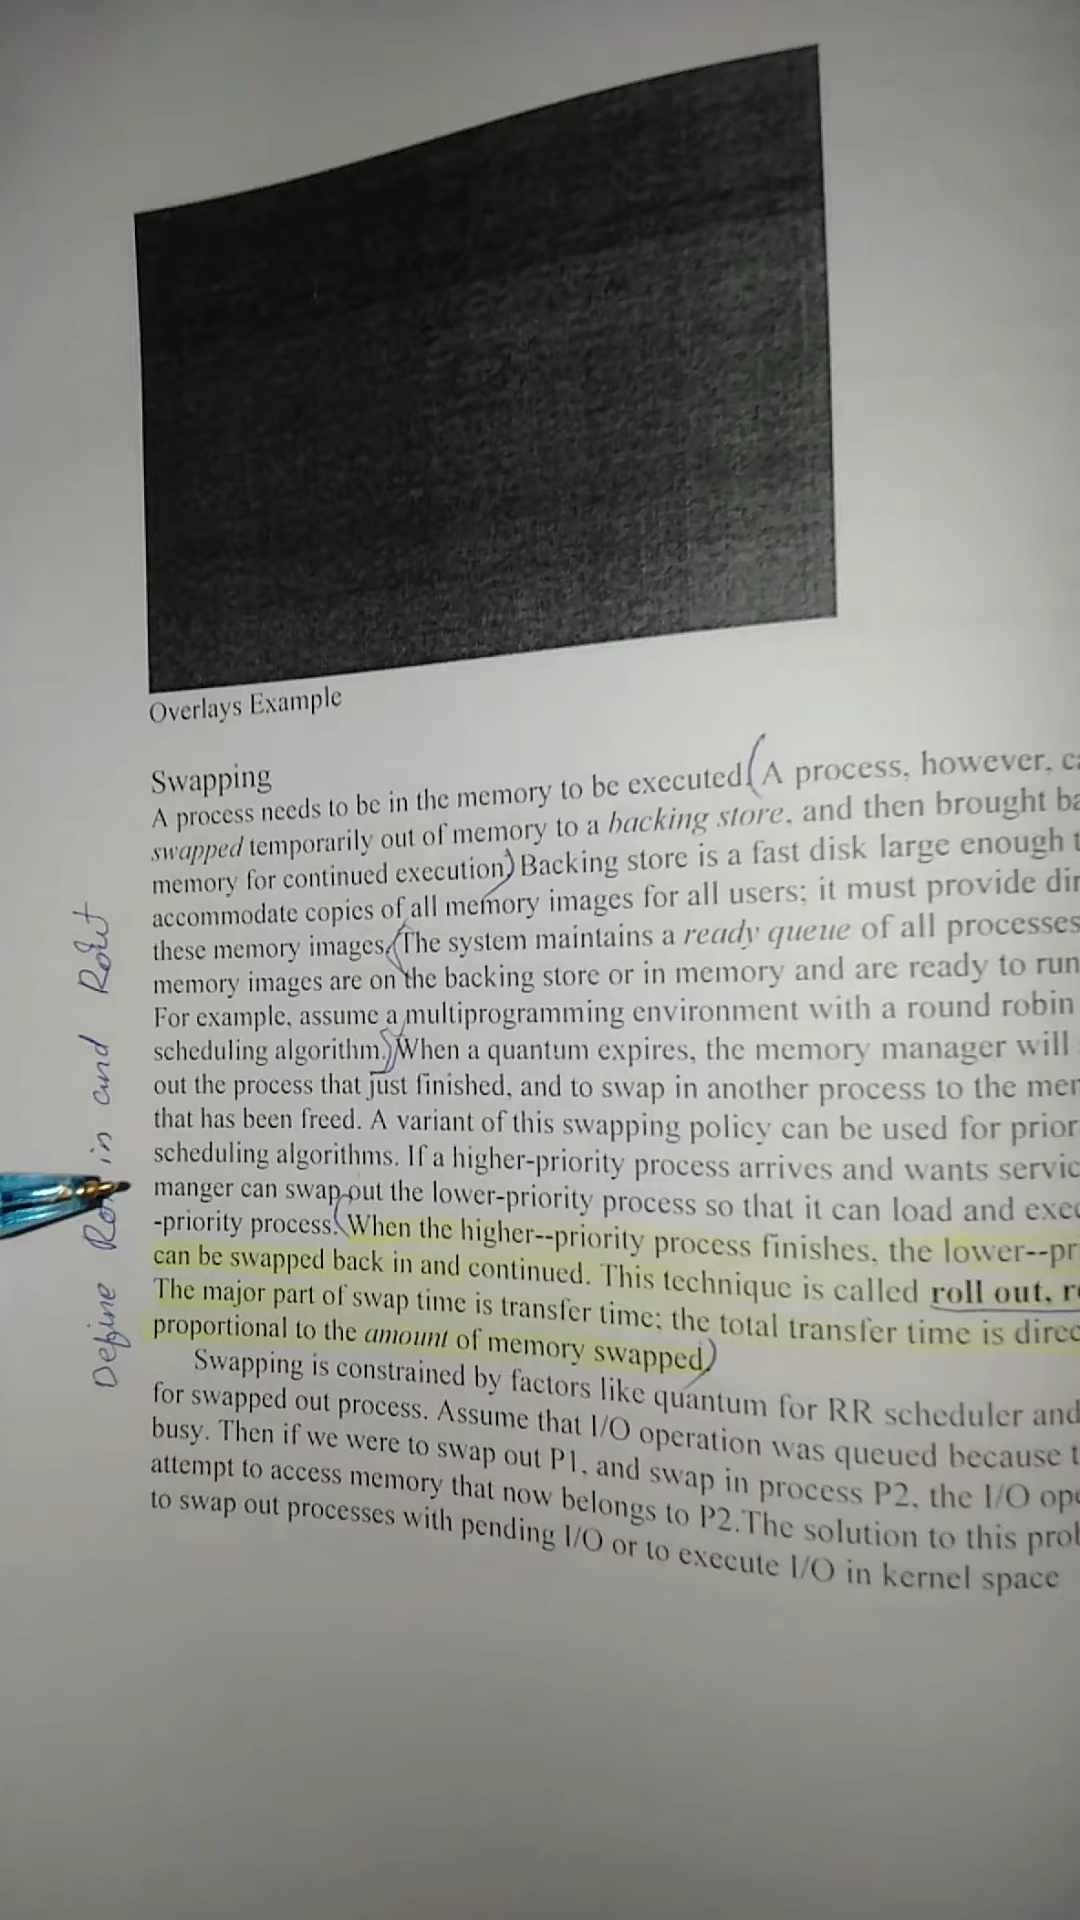 Overlays Example
Swapping
A process needs to be in the memory to be executed. A process, however, ca
swapped temporarily out of memory to a backing store, and then brought ba
memory for continued execution. Backing store is a fast disk large enough t
accommodate copies of all memory images for all users; it must provide dir
these memory images. The system maintains a ready queue of all processes
memory images are on the backing store or in memory and are ready to run
For example, assume a multiprogramming environment with a round robin
scheduling algorithm. When a quantum expires, the memory manager will
out the process that just finished, and to swap in another process to the mem
that has been freed. A variant of this swapping policy can be used for prior
scheduling algorithms. If a higher-priority process arrives and wants servic
manger can swap out the lower-priority process so that it can load and exec
-priority process. When the higher--priority process finishes, the lower--pr
can be swapped back in and continued. This technique is called roll out, r
The major part of swap time is transfer time; the total transfer time is direc
proportional to the amount of memory swapped.
Swapping is constrained by factors like quantum for RR scheduler and
for swapped out process. Assume that I/O operation was queued because t
busy. Then if we were to swap out P1, and swap in process P2, the I/O ope
attempt to access memory that now belongs to P2.The solution to this prob
to swap out processes with pending I/O or to execute I/O in kernel space
Define Ro in and Rout